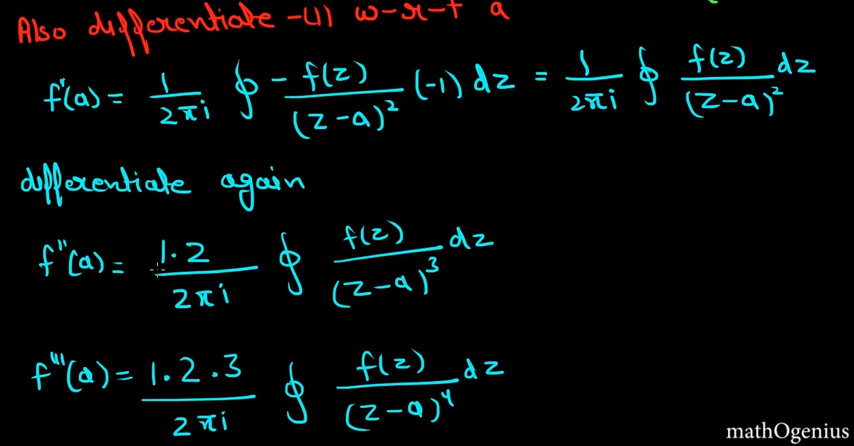 Also differentiate -(1) w-r-t a
f'(a) = 1/2πi ∮ - f(z)/(z-a)² (-1) dz = 1/2πi ∮ f(z)/(z-a)² dz
differentiate again
f''(a) = 1·2/2πi ∮ f(z)/(z-a)³ dz
f'''(a) = 1·2·3/2πi ∮ f(z)/(z-a)⁴ dz
mathOgenius